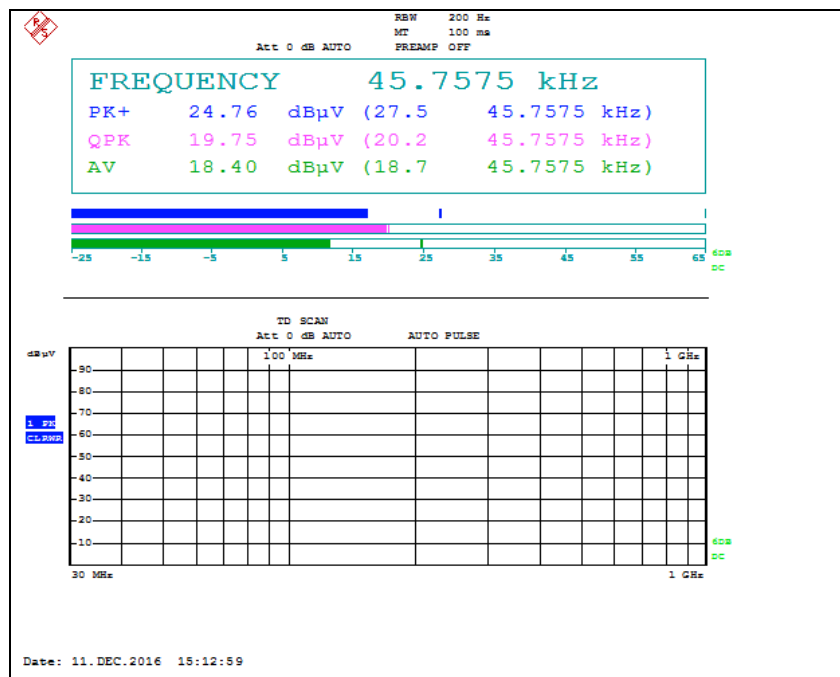 R S
RBW 200 Hz
MT 100 ms
Att 0 dB AUTO PREAMP OFF
FREQUENCY 45.7575 kHz
PK+ 24.76 dBµV (27.5 45.7575 kHz)
QPK 19.75 dBµV (20.2 45.7575 kHz)
AV 18.40 dBµV (18.7 45.7575 kHz)
-25 -15 -5 5 15 25 35 45 55 65
6DB
DC
TD SCAN
Att 0 dB AUTO AUTO PULSE
dBµV
100 MHz 1 GHz
90
80
70
1 PK
CLRWR
60
50
40
30
20
10
6DB
DC
30 MHz 1 GHz
Date: 11.DEC.2016 15:12:59